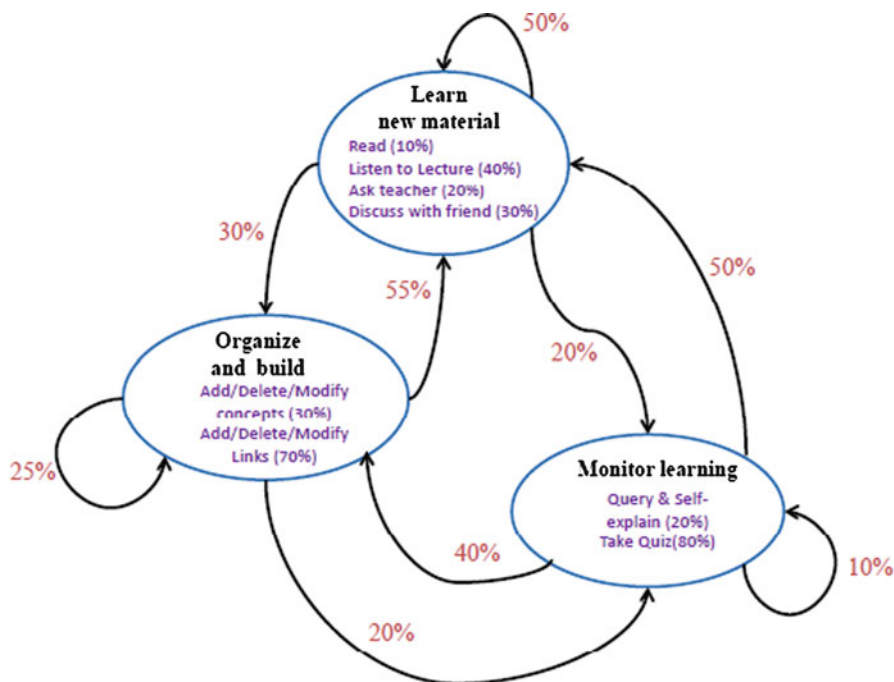 50%
Learn
new material
Read (10%)
Listen to Lecture (40%)
Ask teacher (20%)
Discuss with friend (30%)
30%
55%
50%
20%
Organize
and build
Add/Delete/Modify
concepts (30%)
Add/Delete/Modify
Links (70%)
25%
Monitor learning
Query & Self-
explain (20%)
Take Quiz(80%)
40%
10%
20%